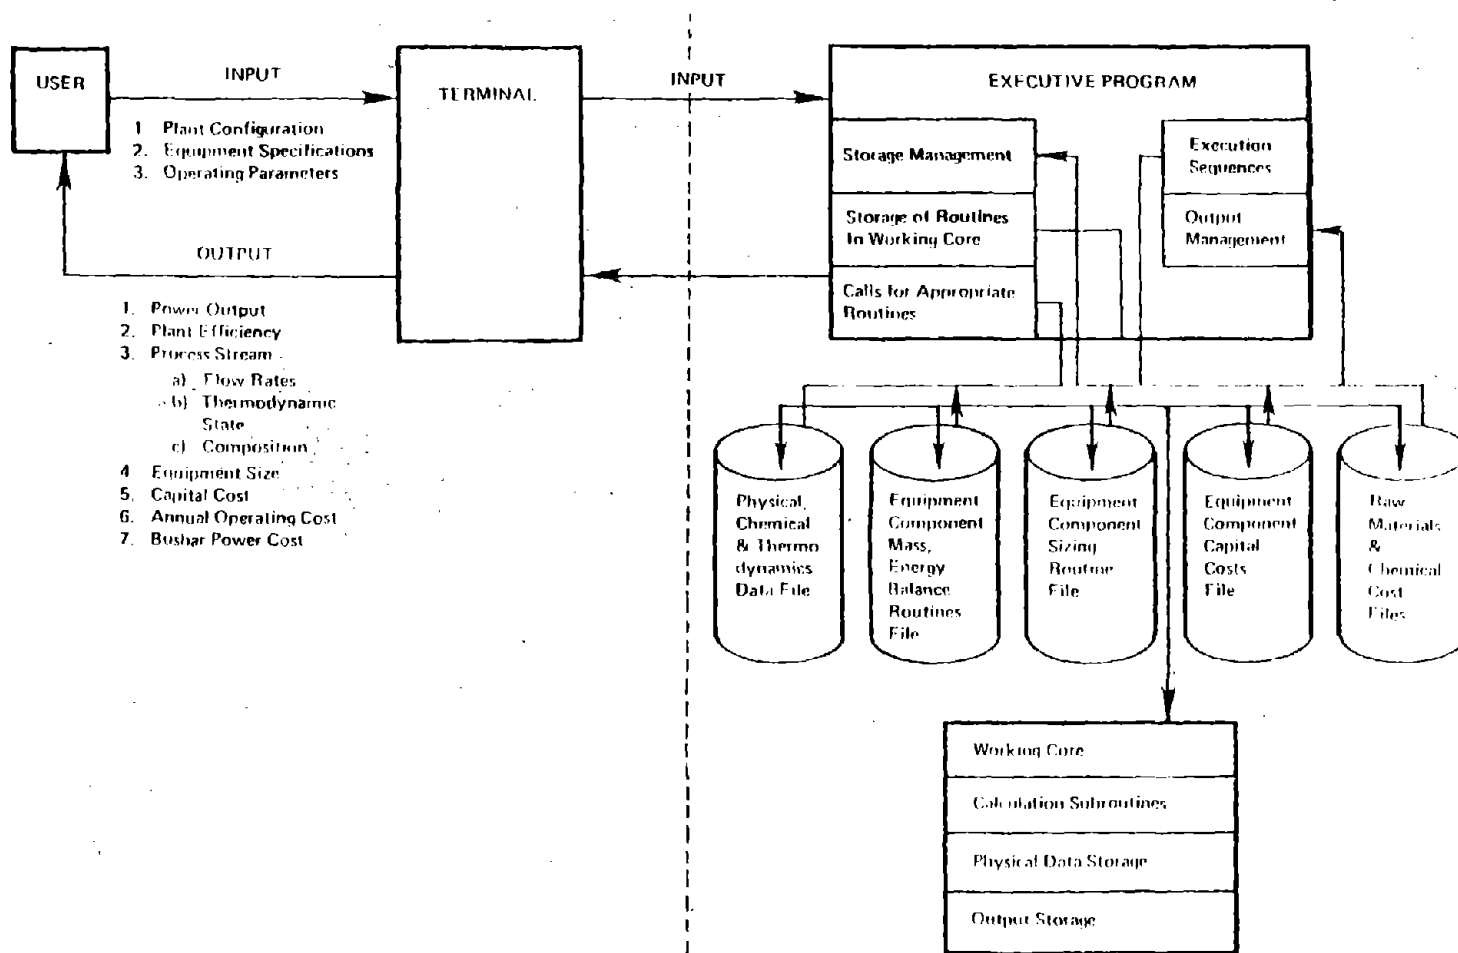 USER
INPUT
1 Plant Configuration
2. Equipment Specifications
3. Operating Parameters
OUTPUT
1. Power Output
2. Plant Efficiency
3. Process Stream
a) Flow Rates
b) Thermodynamic
State
c) Composition
4 Equipment Size
5. Capital Cost
6. Annual Operating Cost
7. Bushar Power Cost
TERMINAL
INPUT
EXECUTIVE PROGRAM
Storage Management
Storage of Routines
In Working Core
Calls for Appropriate
Routines
Execution
Sequences
Output
Management
Physical,
Chemical
& Thermo
dynamics
Data File
Equipment
Component
Mass,
Energy
Balance
Routines
File
Equipment
Component
Sizing
Routine
File
Equipment
Component
Capital
Costs
File
Raw
Materials
&
Chemical
Cost
Files
Working Core
Calculation Subroutines
Physical Data Storage
Output Storage